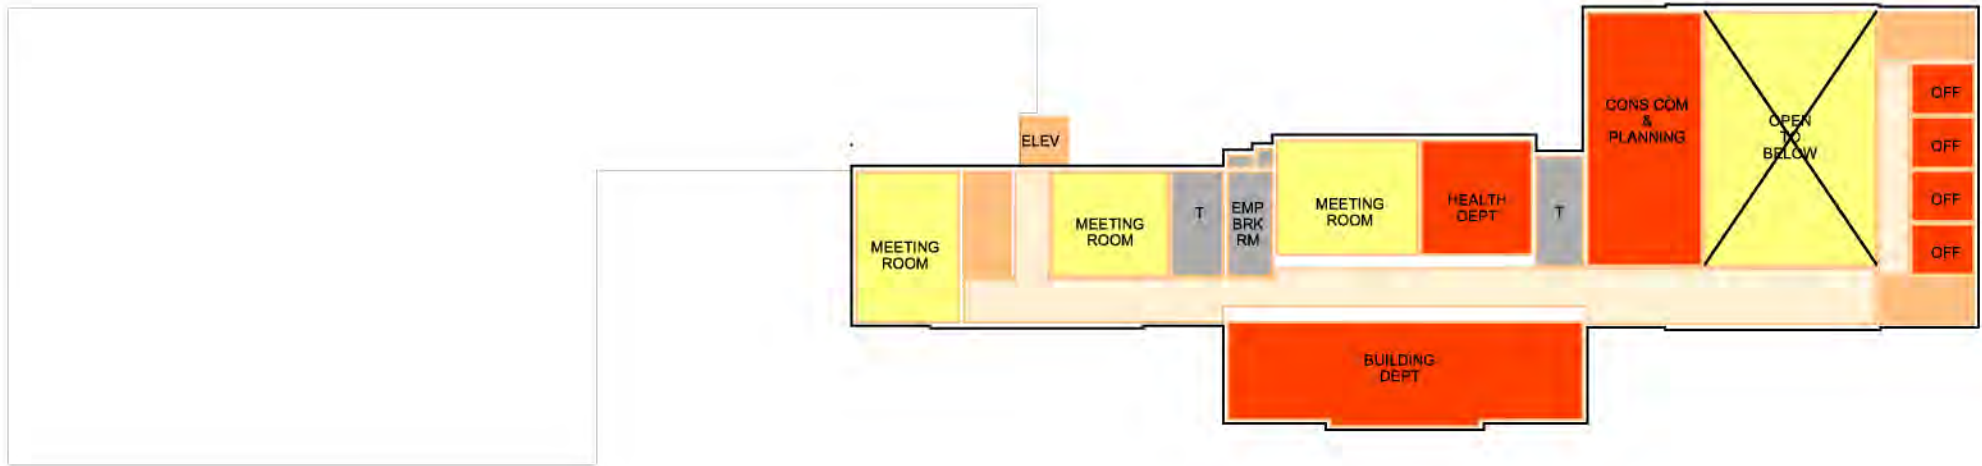 ELEV
MEETING
ROOM
MEETING
ROOM
T
EMP
BRK
RM
MEETING
ROOM
HEALTH
DEPT
T
CONS COM
&
PLANNING
OPEN
TO
BELOW
OFF
OFF
OFF
OFF
BUILDING
DEPT